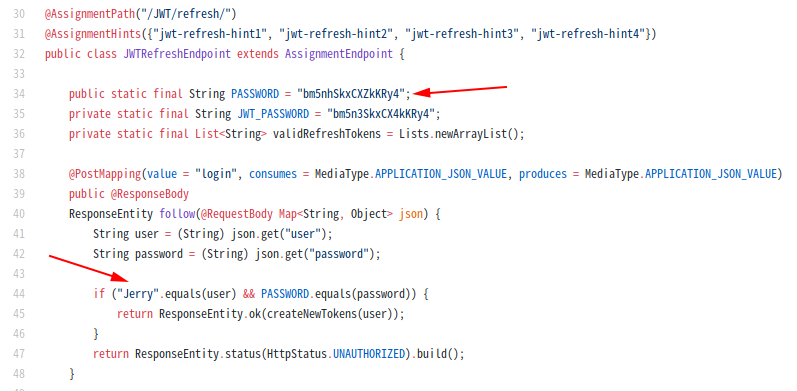 30 @AssignmentPath("/JWT/refresh/")
31 @AssignmentHints({"jwt-refresh-hint1", "jwt-refresh-hint2", "jwt-refresh-hint3", "jwt-refresh-hint4"})
32 public class JWTRefreshEndpoint extends AssignmentEndpoint {
33
34 public static final String PASSWORD = "bm5nhSkxCXZkKRy4";
35 private static final String JWT_PASSWORD = "bm5n3SkxCX4kKRy4";
36 private static final List<String> validRefreshTokens = Lists.newArrayList();
37
38 @PostMapping(value = "login", consumes = MediaType.APPLICATION_JSON_VALUE, produces = MediaType.APPLICATION_JSON_VALUE)
39 public @ResponseBody
40 ResponseEntity follow(@RequestBody Map<String, Object> json) {
41 String user = (String) json.get("user");
42 String password = (String) json.get("password");
43
44 if ("Jerry".equals(user) && PASSWORD.equals(password)) {
45 return ResponseEntity.ok(createNewTokens(user));
46 }
47 return ResponseEntity.status(HttpStatus.UNAUTHORIZED).build();
48 }